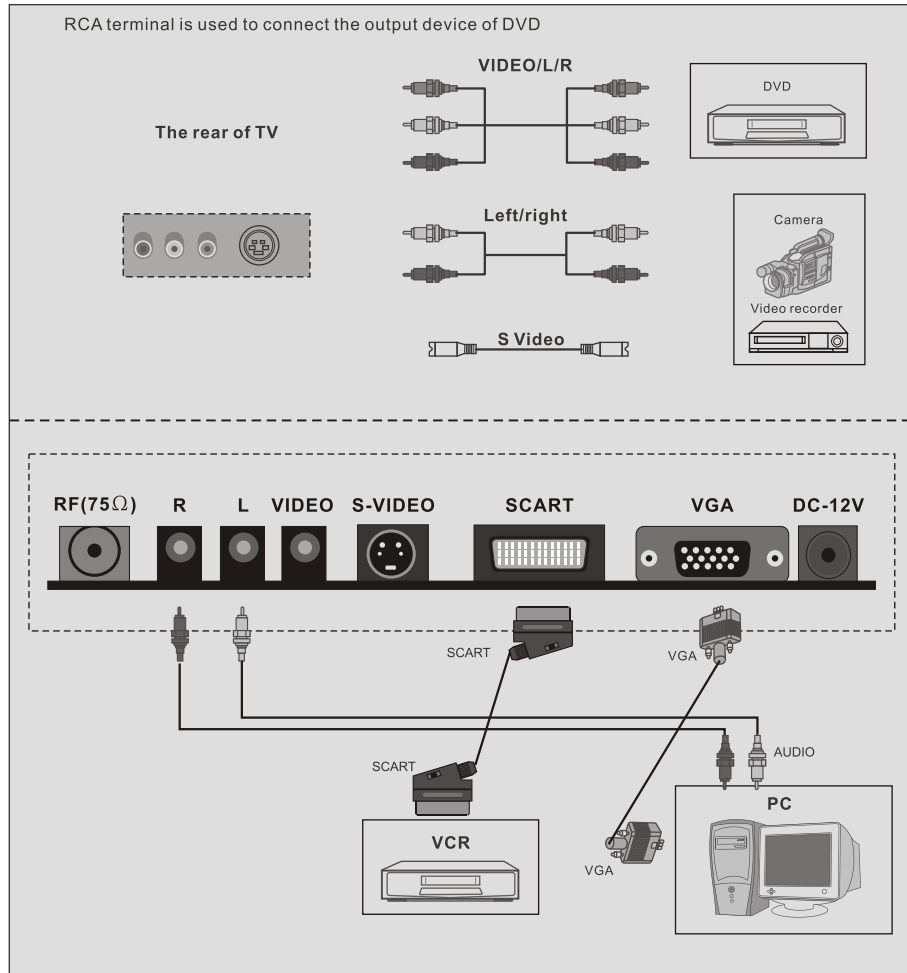 RCA terminal is used to connect the output device of DVD
VIDEO/L/R
DVD
The rear of TV
Left/right
Camera
Video recorder
S Video
RF(75Ω) R L VIDEO S-VIDEO SCART VGA DC-12V
SCART
VGA
AUDIO
SCART
PC
VCR
VGA